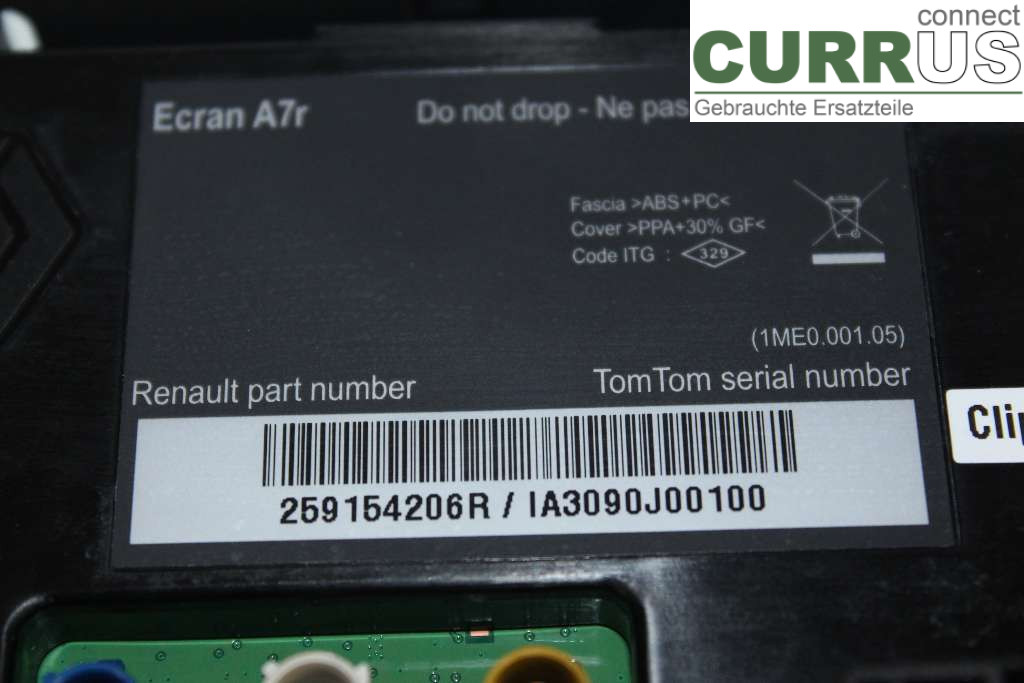 connect
CURRUS
Gebrauchte Ersatzteile
Ecran A7r
Do not drop - Ne pas
Fascia >ABS+PC<
Cover >PPA+30% GF<
Code ITG : 329
(1ME0.001.05)
Renault part number
TomTom serial number
259154206R / IA3090J00100